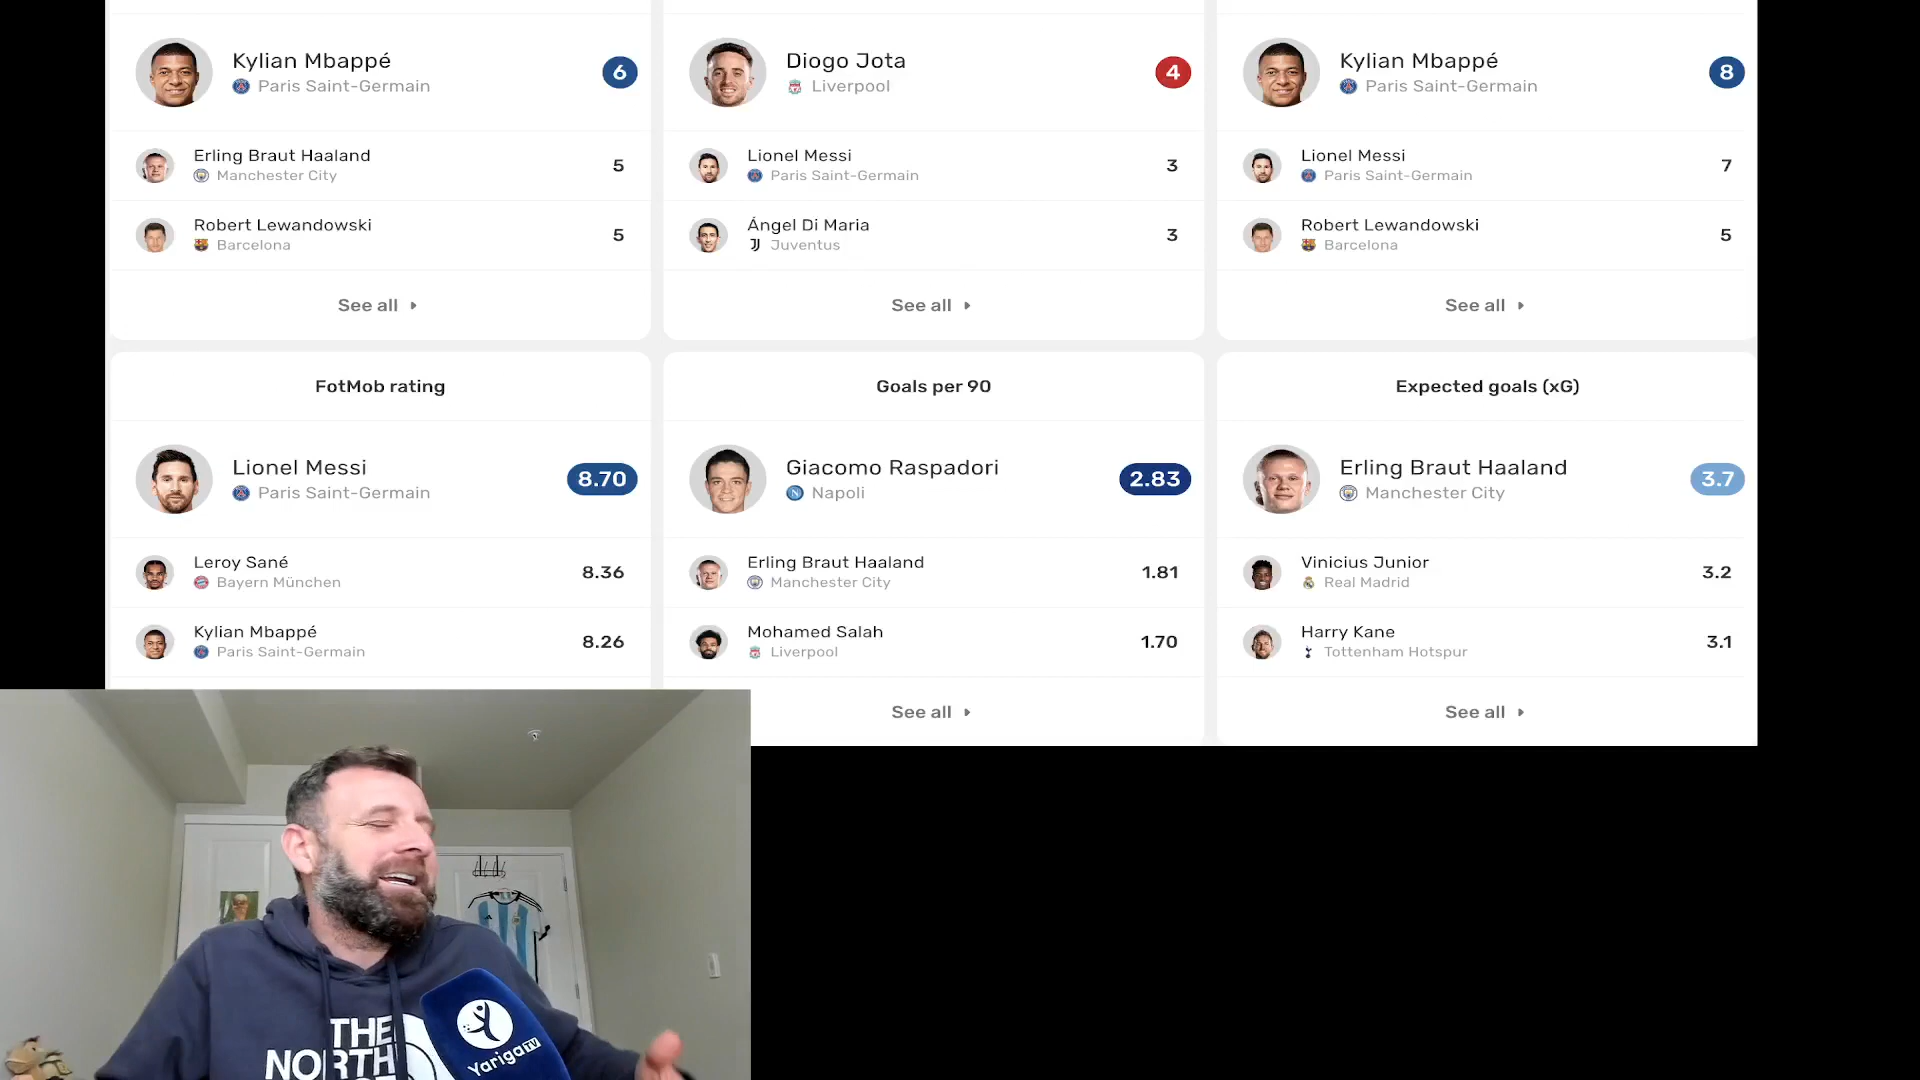 Kylian Mbappé
Paris Saint-Germain
6
Erling Braut Haaland
Manchester City
5
Robert Lewandowski
Barcelona
5
See all
Diogo Jota
Liverpool
4
Lionel Messi
Paris Saint-Germain
3
Ángel Di Maria
Juventus
3
See all
Kylian Mbappé
Paris Saint-Germain
8
Lionel Messi
Paris Saint-Germain
7
Robert Lewandowski
Barcelona
5
See all
FotMob rating
Lionel Messi
Paris Saint-Germain
8.70
Leroy Sané
Bayern München
8.36
Kylian Mbappé
Paris Saint-Germain
8.26
Goals per 90
Giacomo Raspadori
Napoli
2.83
Erling Braut Haaland
Manchester City
1.81
Mohamed Salah
Liverpool
1.70
See all
Expected goals (xG)
Erling Braut Haaland
Manchester City
3.7
Vinicius Junior
Real Madrid
3.2
Harry Kane
Tottenham Hotspur
3.1
See all
THE
NORTH
YarigaTV